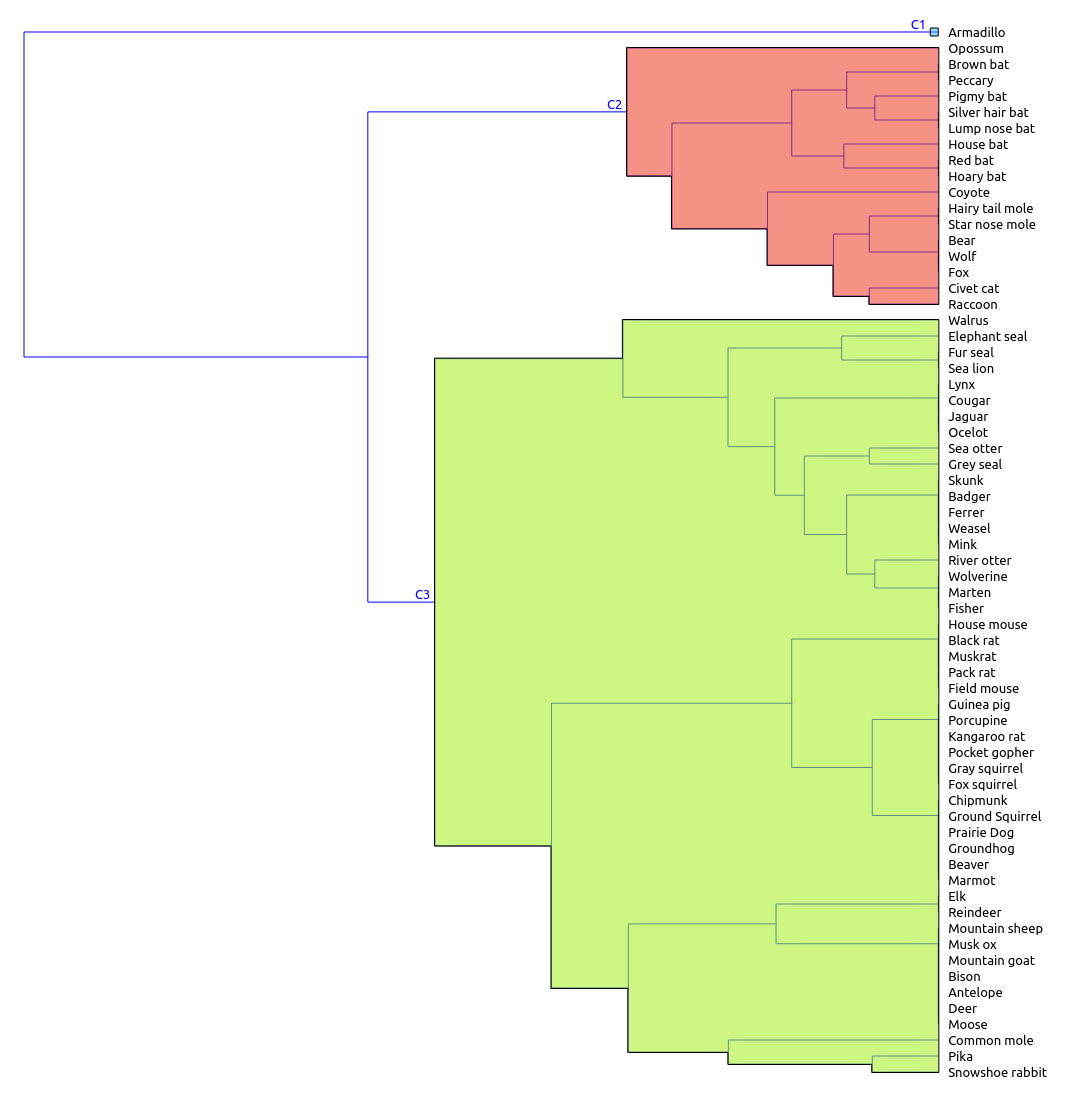 C1
Armadillo
Opossum
Brown bat
Peccary
Pigmy bat
C2
Silver hair bat
Lump nose bat
House bat
Red bat
Hoary bat
Coyote
Hairy tail mole
Star nose mole
Bear
Wolf
Fox
Civet cat
Raccoon
Walrus
Elephant seal
Fur seal
Sea lion
Lynx
Cougar
Jaguar
Ocelot
Sea otter
Grey seal
Skunk
Badger
Ferrer
Weasel
Mink
River otter
Wolverine
C3
Marten
Fisher
House mouse
Black rat
Muskrat
Pack rat
Field mouse
Guinea pig
Porcupine
Kangaroo rat
Pocket gopher
Gray squirrel
Fox squirrel
Chipmunk
Ground Squirrel
Prairie Dog
Groundhog
Beaver
Marmot
Elk
Reindeer
Mountain sheep
Musk ox
Mountain goat
Bison
Antelope
Deer
Moose
Common mole
Pika
Snowshoe rabbit